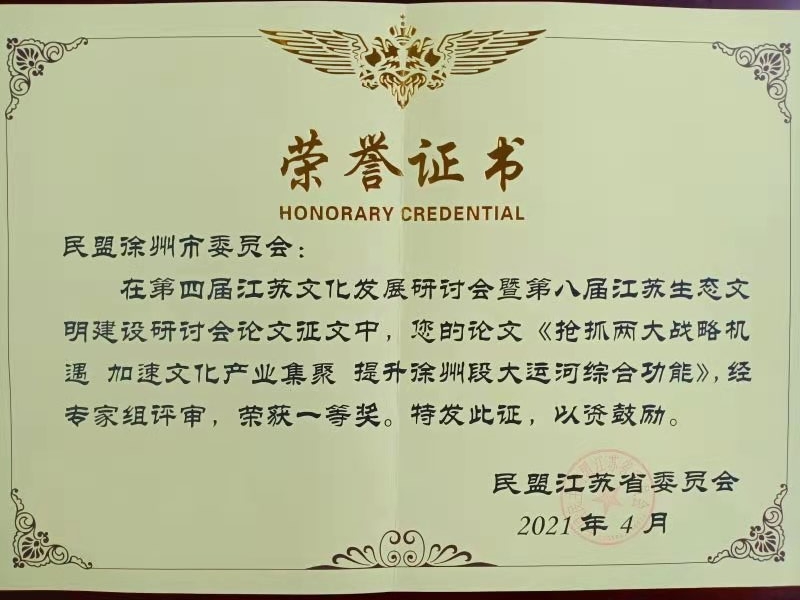 荣誉证书
HONORARY CREDENTIAL
民盟徐州市委员会：
在第四届江苏文化发展研讨会暨第八届江苏生态文
明建设研讨会论文征文中，您的论文《抢抓两大战略机
遇 加速文化产业集聚 提升徐州段大运河综合功能》，经
专家组评审，荣获一等奖。特发此证，以资鼓励。
民盟江苏省委员会
2021 年 4 月